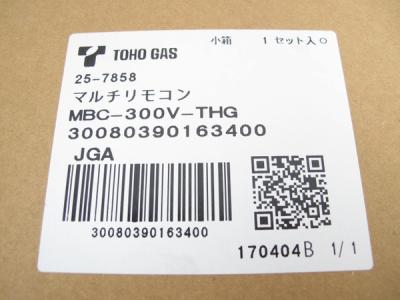 小箱 1 セット入○
TOHO GAS
25-7858
マルチリモコン
MBC-300V-THG
30080390163400
JGA
30080390163400
170404B 1/1